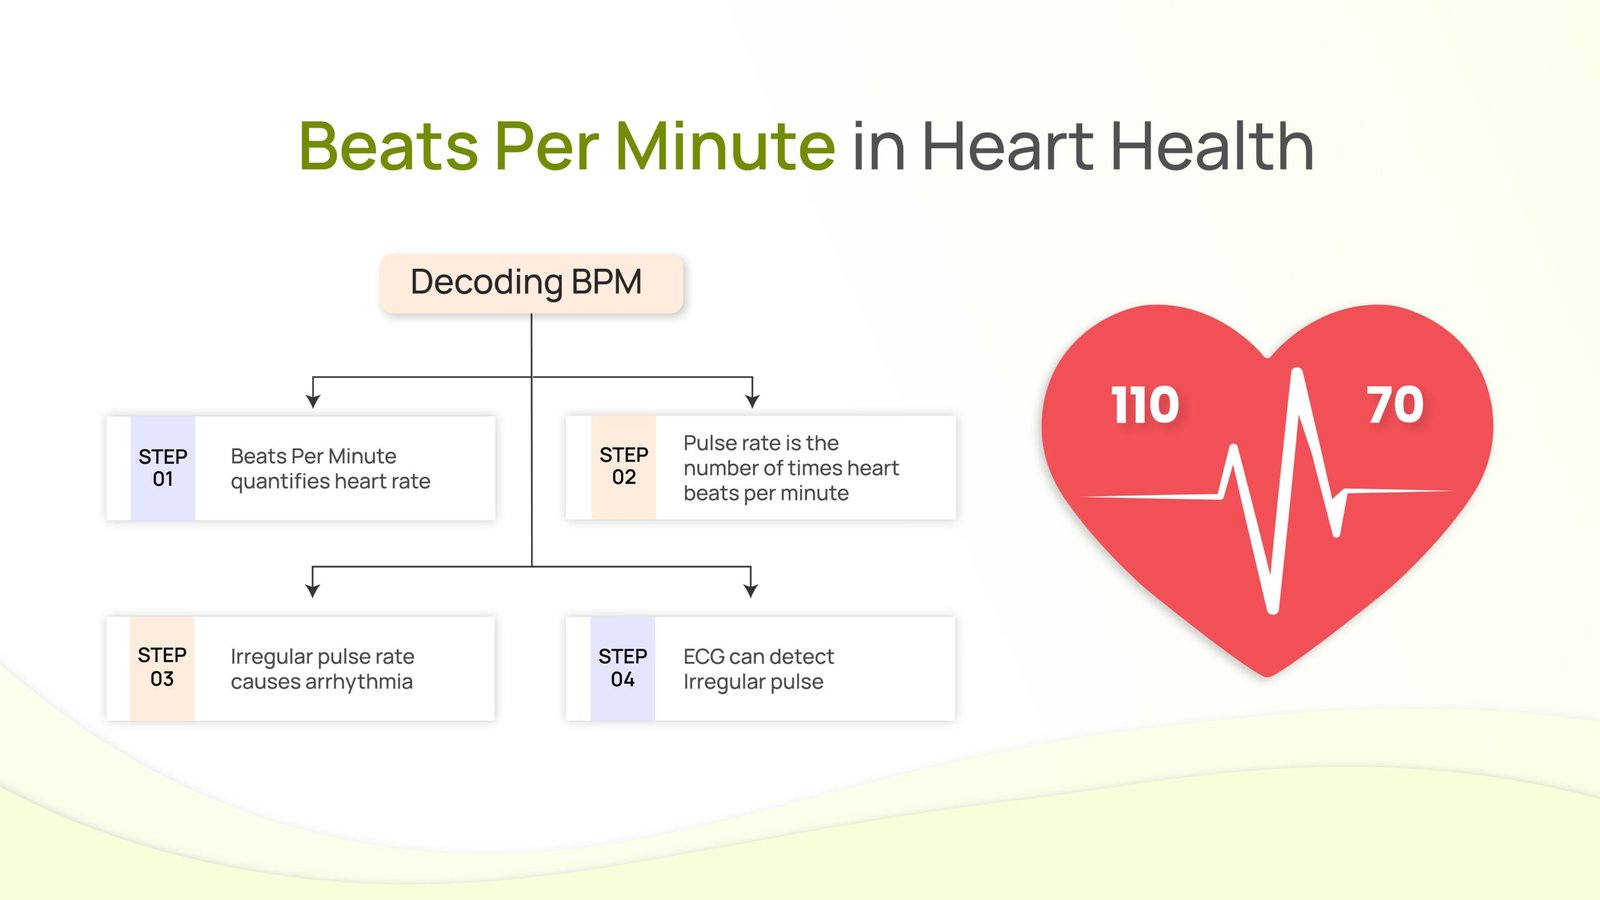 Beats Per Minute in Heart Health
Decoding BPM
STEP
01
Beats Per Minute
quantifies heart rate
STEP
02
Pulse rate is the
number of times heart
beats per minute
STEP
03
Irregular pulse rate
causes arrhythmia
STEP
04
ECG can detect
Irregular pulse
110
70